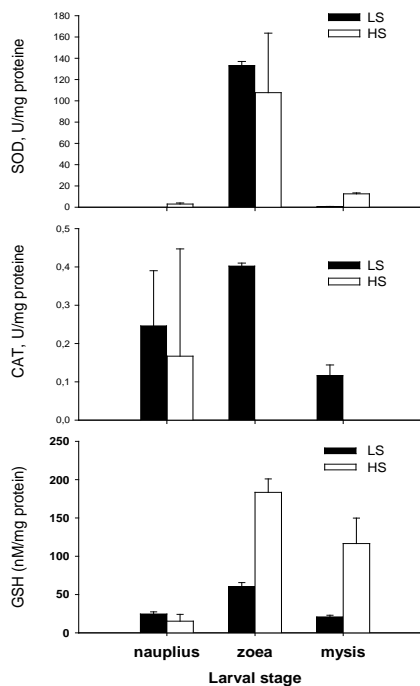 180
160
140
120
100
80
60
40
20
0
SOD, U/mg proteine
LS
HS
0,5
0,4
0,3
0,2
0,1
0,0
CAT, U/mg proteine
LS
HS
250
200
150
100
50
0
GSH (nM/mg protein)
LS
HS
nauplius zoea mysis
Larval stage